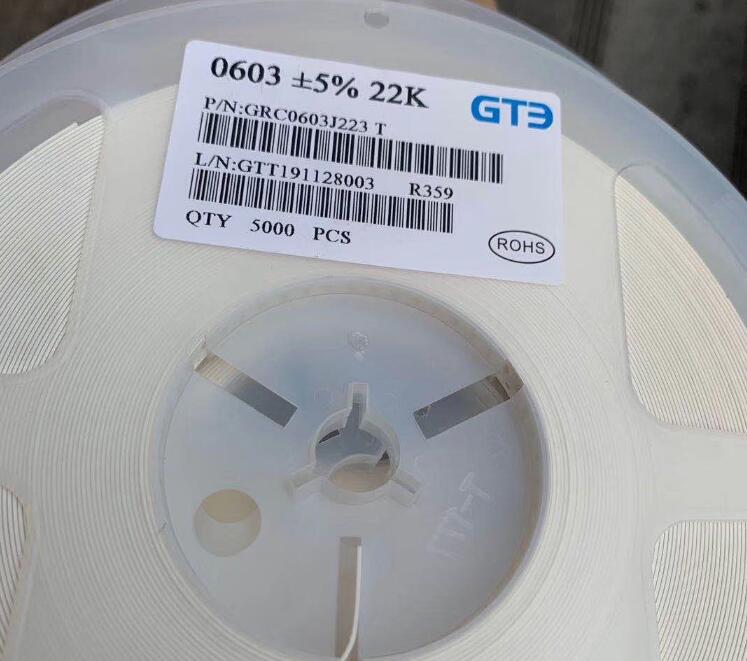 0603 ±5% 22K
GTE
P/N:GRC0603J223 T
L/N:GTT191128003 R359
QTY 5000 PCS
ROHS